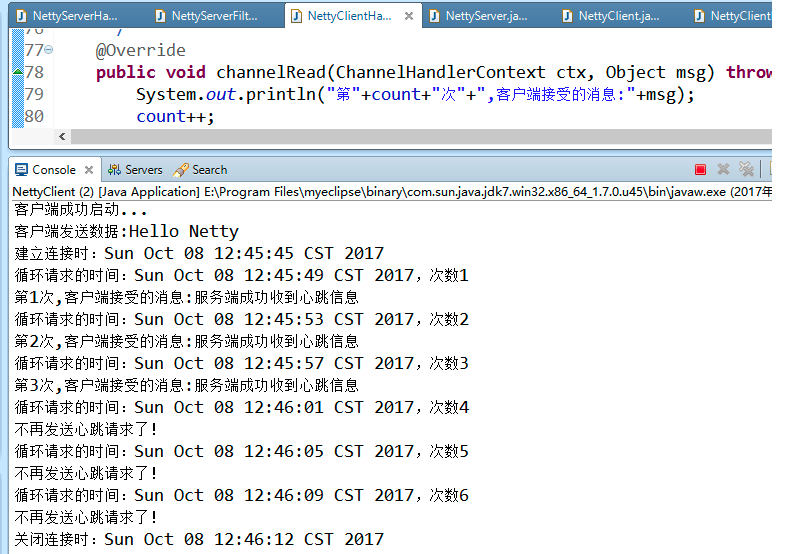 NettyServerHa...
NettyServerFilt...
NettyClientHa...
NettyServer.ja...
NettyClient.ja...
NettyClient
77 @Override
78 public void channelRead(ChannelHandlerContext ctx, Object msg) throw
79 System.out.println("第"+count+"次"+",客户端接受的消息:"+msg);
80 count++;
Console Servers Search
NettyClient (2) [Java Application] E:\Program Files\myeclipse\binary\com.sun.java.jdk7.win32.x86_64_1.7.0.u45\bin\javaw.exe (2017年
客户端成功启动...
客户端发送数据:Hello Netty
建立连接时：Sun Oct 08 12:45:45 CST 2017
循环请求的时间：Sun Oct 08 12:45:49 CST 2017，次数1
第1次,客户端接受的消息:服务端成功收到心跳信息
循环请求的时间：Sun Oct 08 12:45:53 CST 2017，次数2
第2次,客户端接受的消息:服务端成功收到心跳信息
循环请求的时间：Sun Oct 08 12:45:57 CST 2017，次数3
第3次,客户端接受的消息:服务端成功收到心跳信息
循环请求的时间：Sun Oct 08 12:46:01 CST 2017，次数4
不再发送心跳请求了！
循环请求的时间：Sun Oct 08 12:46:05 CST 2017，次数5
不再发送心跳请求了！
循环请求的时间：Sun Oct 08 12:46:09 CST 2017，次数6
不再发送心跳请求了！
关闭连接时：Sun Oct 08 12:46:12 CST 2017